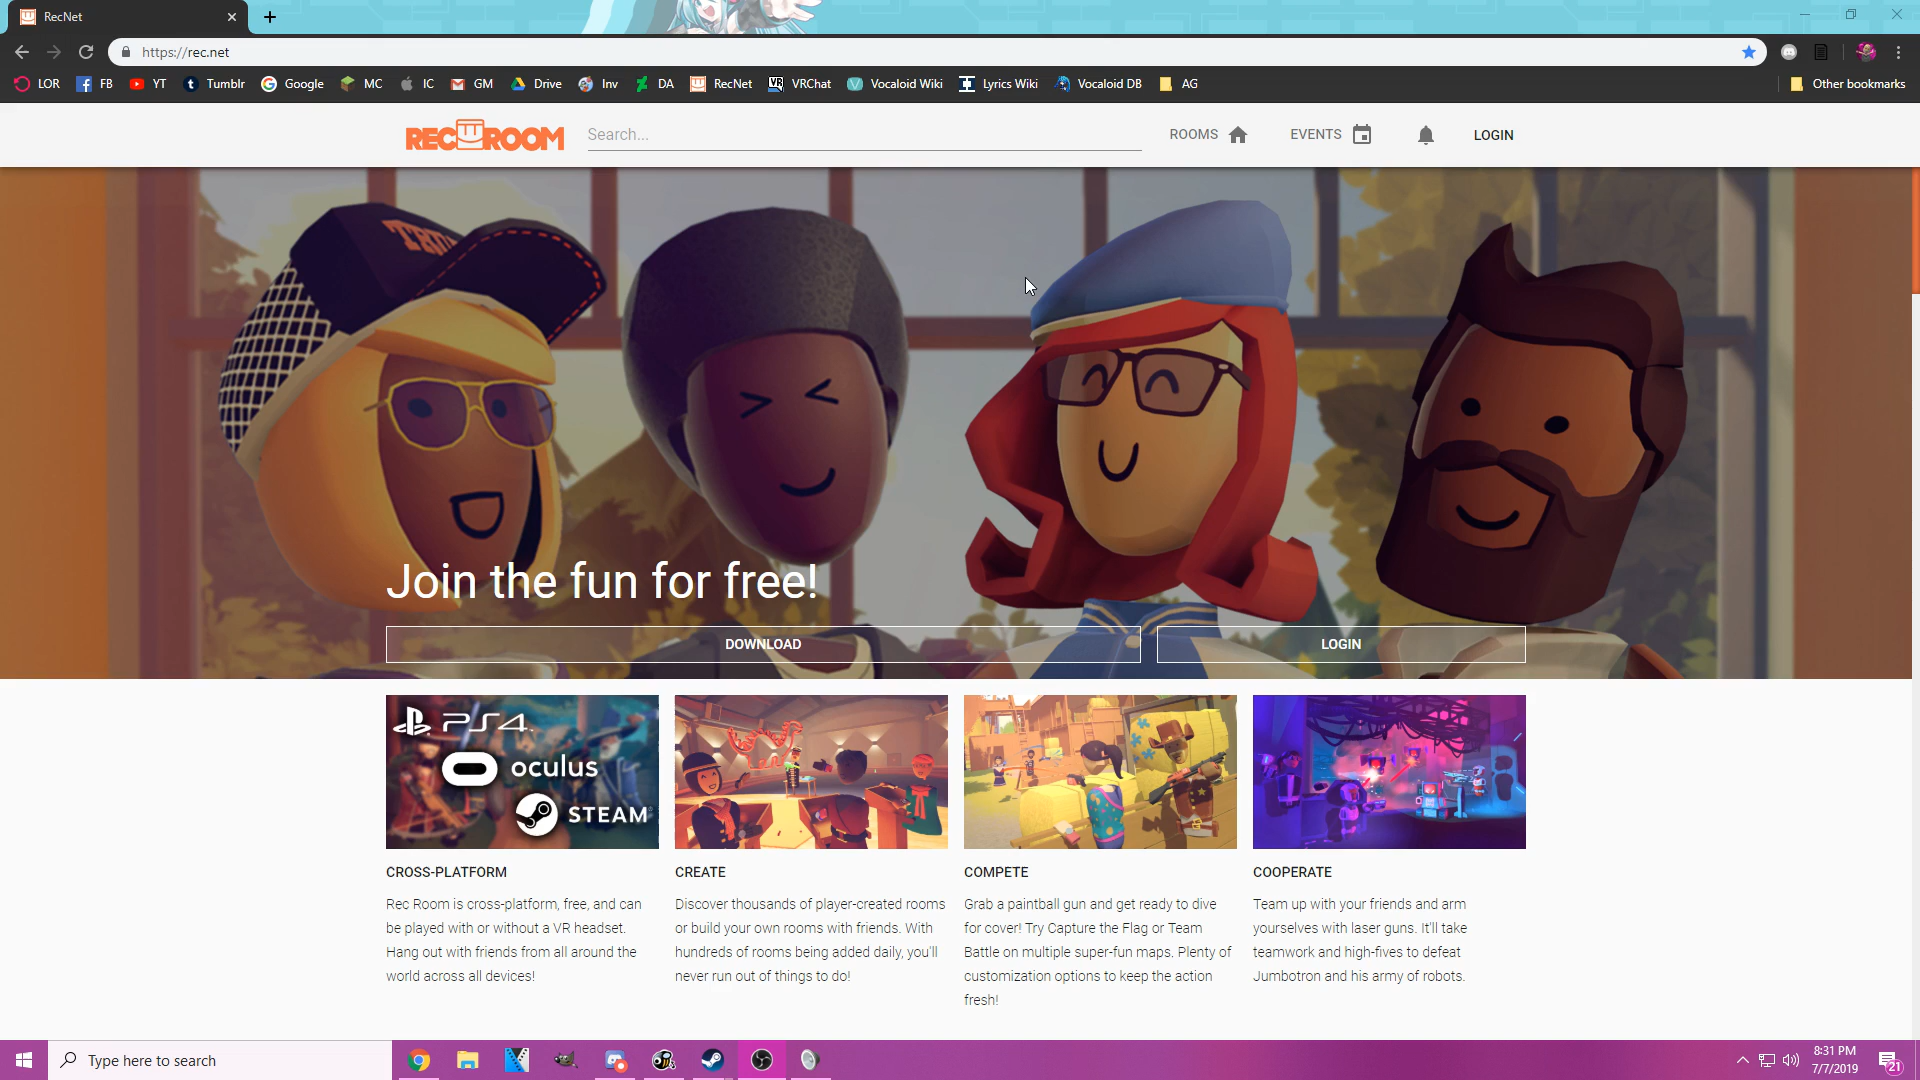 RecNet
https://rec.net
LOR
FB
YT
Tumblr
Google
MC
IC
GM
Drive
Inv
DA
RecNet
VRChat
Vocaloid Wiki
Lyrics Wiki
Vocaloid DB
AG
Other bookmarks
REC ROOM
Search...
ROOMS
EVENTS
LOGIN
Join the fun for free!
DOWNLOAD
LOGIN
PS4
oculus
STEAM
CROSS-PLATFORM
Rec Room is cross-platform, free, and can
be played with or without a VR headset.
Hang out with friends from all around the
world across all devices!
CREATE
Discover thousands of player-created rooms
or build your own rooms with friends. With
hundreds of rooms being added daily, you'll
never run out of things to do!
COMPETE
Grab a paintball gun and get ready to dive
for cover! Try Capture the Flag or Team
Battle on multiple super-fun maps. Plenty of
customization options to keep the action
fresh!
COOPERATE
Team up with your friends and arm
yourselves with laser guns. It'll take
teamwork and high-fives to defeat
Jumbotron and his army of robots.
Type here to search
8:31 PM
7/7/2019
21